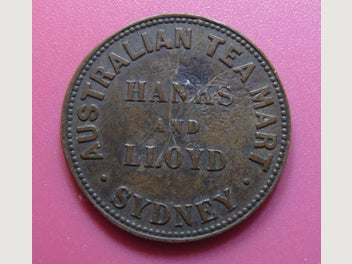 · AUSTRALIAN TEA MART ·
HANKS
AND
LLOYD
SYDNEY